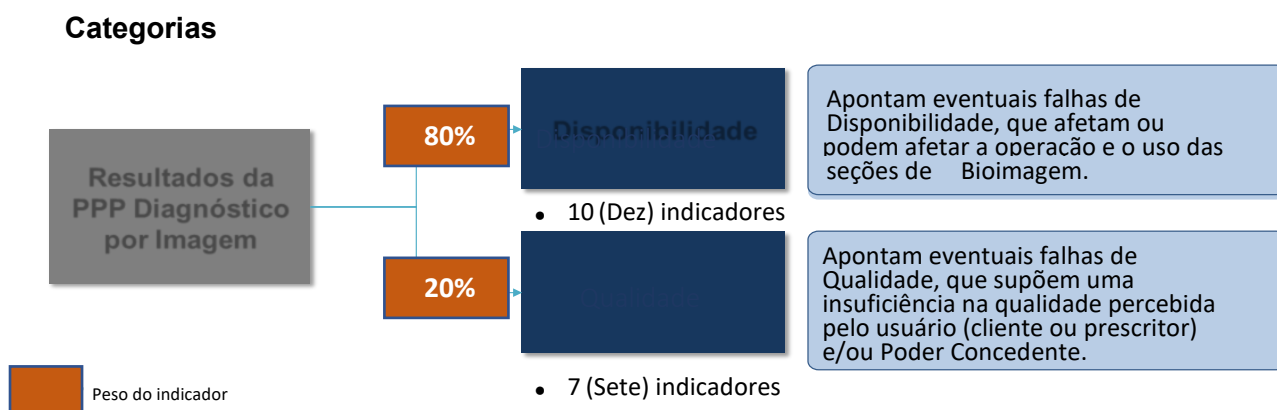 Categorias
Resultados da
PPP Diagnóstico
por Imagem
80%
Disponibilidade
Apontam eventuais falhas de
Disponibilidade, que afetam ou
podem afetar a operação e o uso das
seções de Bioimagem.
• 10 (Dez) indicadores
20%
Apontam eventuais falhas de
Qualidade, que supõem uma
insuficiência na qualidade percebida
pelo usuário (cliente ou prescritor)
e/ou Poder Concedente.
• 7 (Sete) indicadores
Peso do indicador